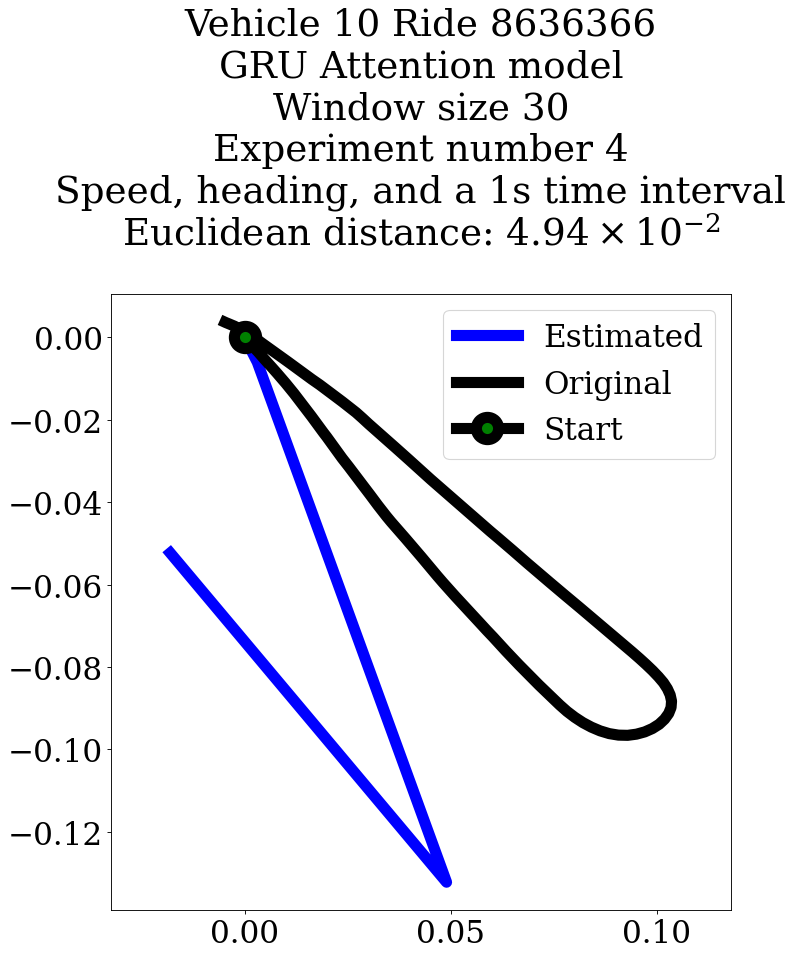 Vehicle 10 Ride 8636366
GRU Attention model
Window size 30
Experiment number 4
Speed, heading, and a 1s time interval
Euclidean distance: 4.94 × 10⁻²
Estimated
Original
Start
0.00
−0.02
−0.04
−0.06
−0.08
−0.10
−0.12
0.00 0.05 0.10